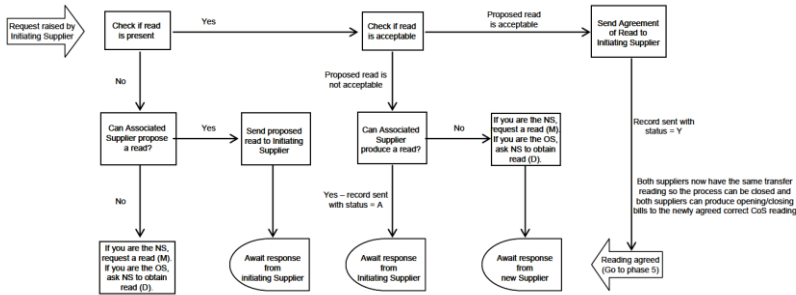 Request raised by
Initiating Supplier
Check if read
is present
Yes
Check if read
is acceptable
Proposed read
is acceptable
Send Agreement
of Read to
Initiating Supplier
No
Proposed read is
not acceptable
Can Associated
Supplier propose
a read?
Yes
Send proposed
read to Initiating
Supplier
Can Associated
Supplier
produce a read?
No
If you are the NS,
request a read (M).
If you are the OS,
ask NS to obtain
read (D).
Record sent with
status = Y
Both suppliers now have the same transfer
reading so the process can be closed and
both suppliers can produce opening/closing
bills to the newly agreed correct CoS reading
No
Yes – record sent
with status = A
If you are the NS,
request a read (M).
If you are the OS,
ask NS to obtain
read (D).
Await response
from
initiating Supplier
Await response
from
Initiating Supplier
Await response
from
new Supplier
Reading agreed
(Go to phase 5)